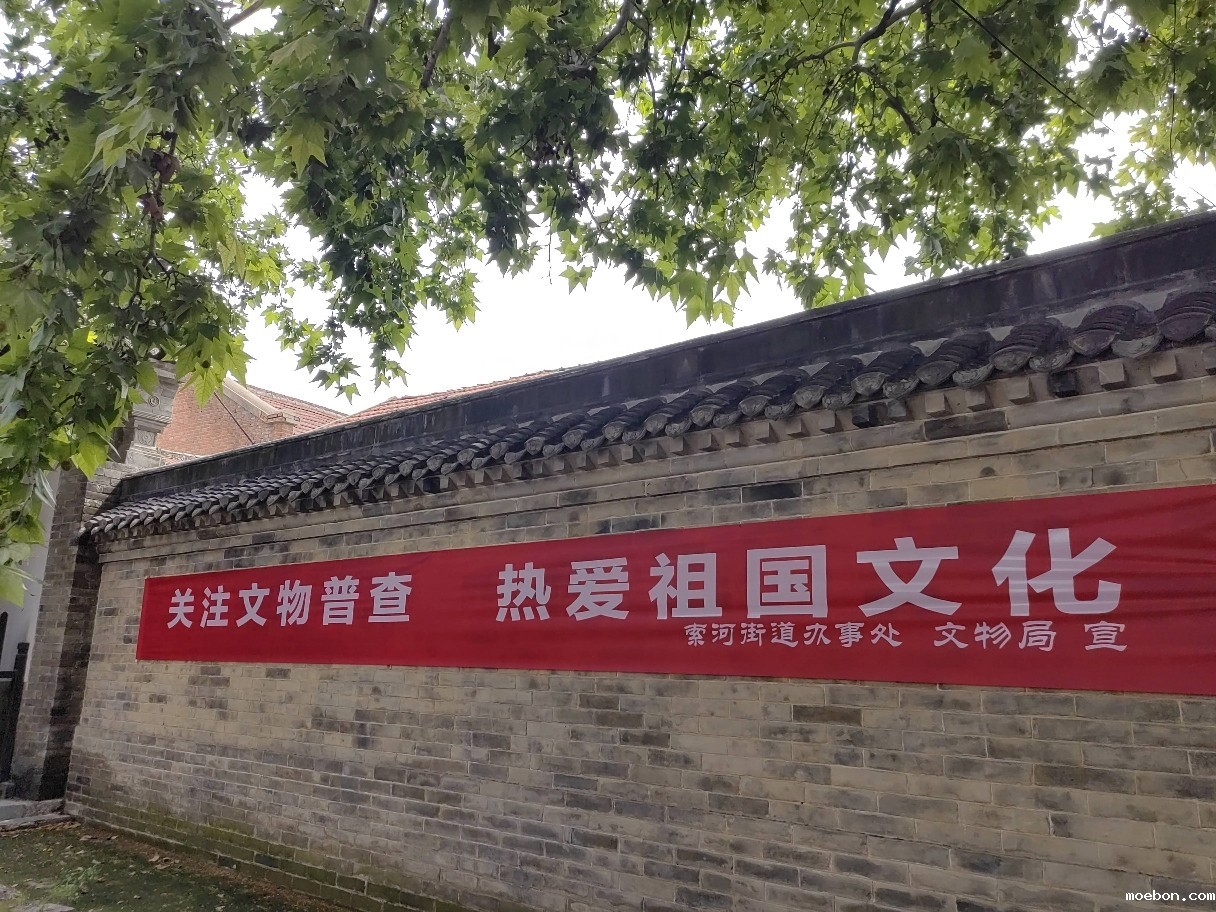 关注文物普查 热爱祖国文化
索河街道办事处 文物局 宣
moebon.com